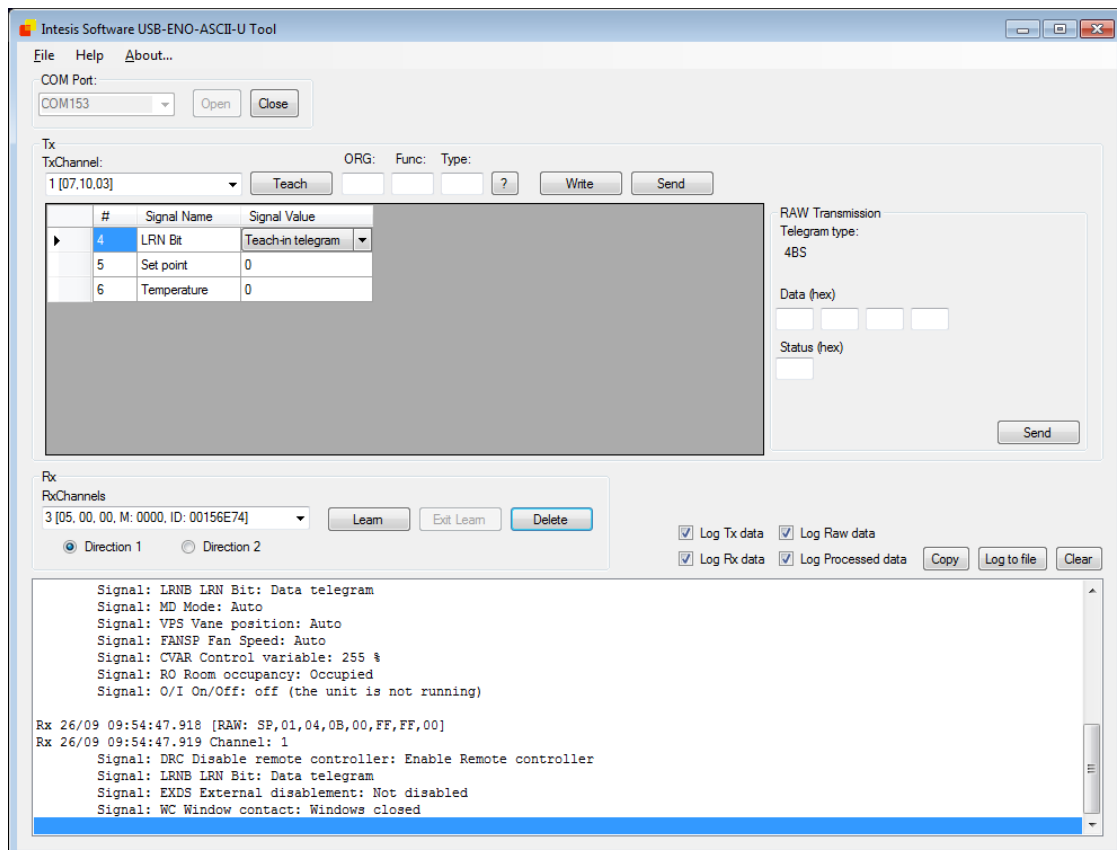 Intesis Software USB-ENO-ASCII-U Tool
File Help About...
COM Port:
COM153 Open Close
Tx
TxChannel: ORG: Func: Type:
1 [07,10,03] Teach ? Write Send
# Signal Name Signal Value
4 LRN Bit Teach-in telegram
5 Set point 0
6 Temperature 0
RAW Transmission
Telegram type:
4BS
Data (hex)
Status (hex)
Send
Rx
RxChannels
3 [05, 00, 00, M: 0000, ID: 00156E74] Learn Exit Learn Delete
Direction 1 Direction 2
Log Tx data Log Raw data
Log Rx data Log Processed data Copy Log to file Clear
Signal: LRNB LRN Bit: Data telegram
Signal: MD Mode: Auto
Signal: VPS Vane position: Auto
Signal: FANSP Fan Speed: Auto
Signal: CVAR Control variable: 255 %
Signal: RO Room occupancy: Occupied
Signal: O/I On/Off: off (the unit is not running)
Rx 26/09 09:54:47.918 [RAW: SP,01,04,0B,00,FF,FF,00]
Rx 26/09 09:54:47.919 Channel: 1
Signal: DRC Disable remote controller: Enable Remote controller
Signal: LRNB LRN Bit: Data telegram
Signal: EXDS External disablement: Not disabled
Signal: WC Window contact: Windows closed